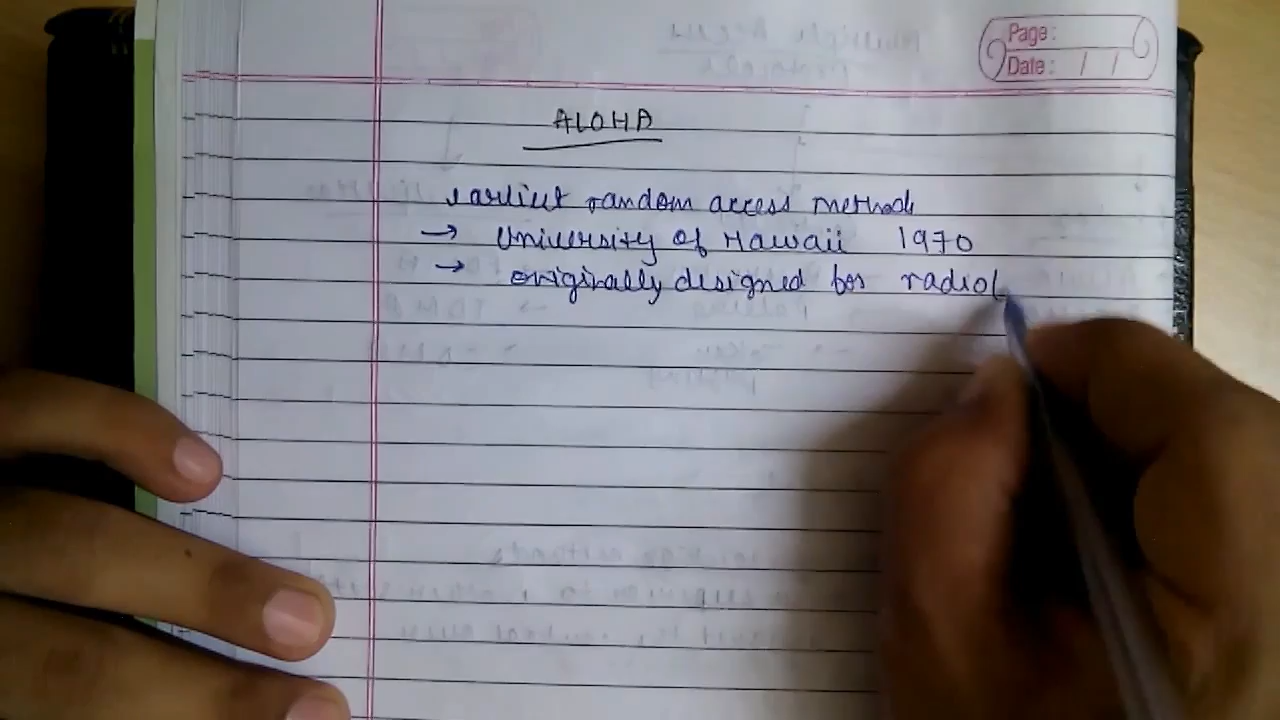 Page:
Date: / /
ALOHA
earliest random access method
→ University of Hawaii 1970
→ originally designed for radio